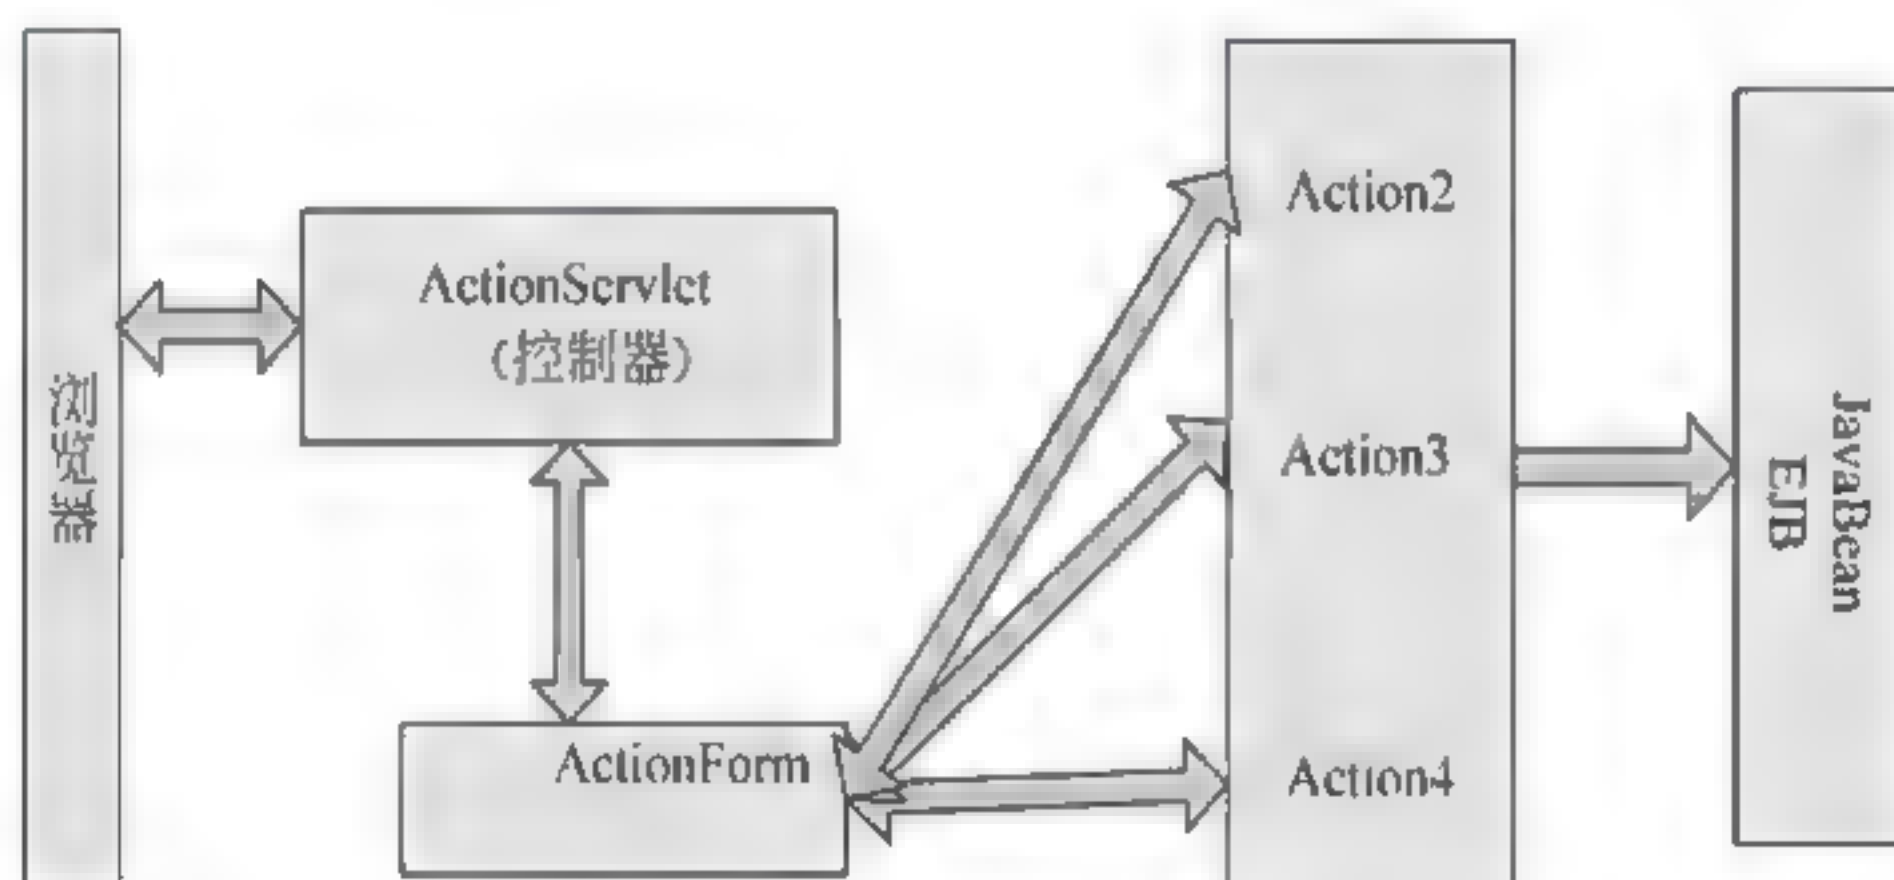 浏览器
ActionServlet
(控制器)
ActionForm
Action2
Action3
Action4
JavaBean
EJB